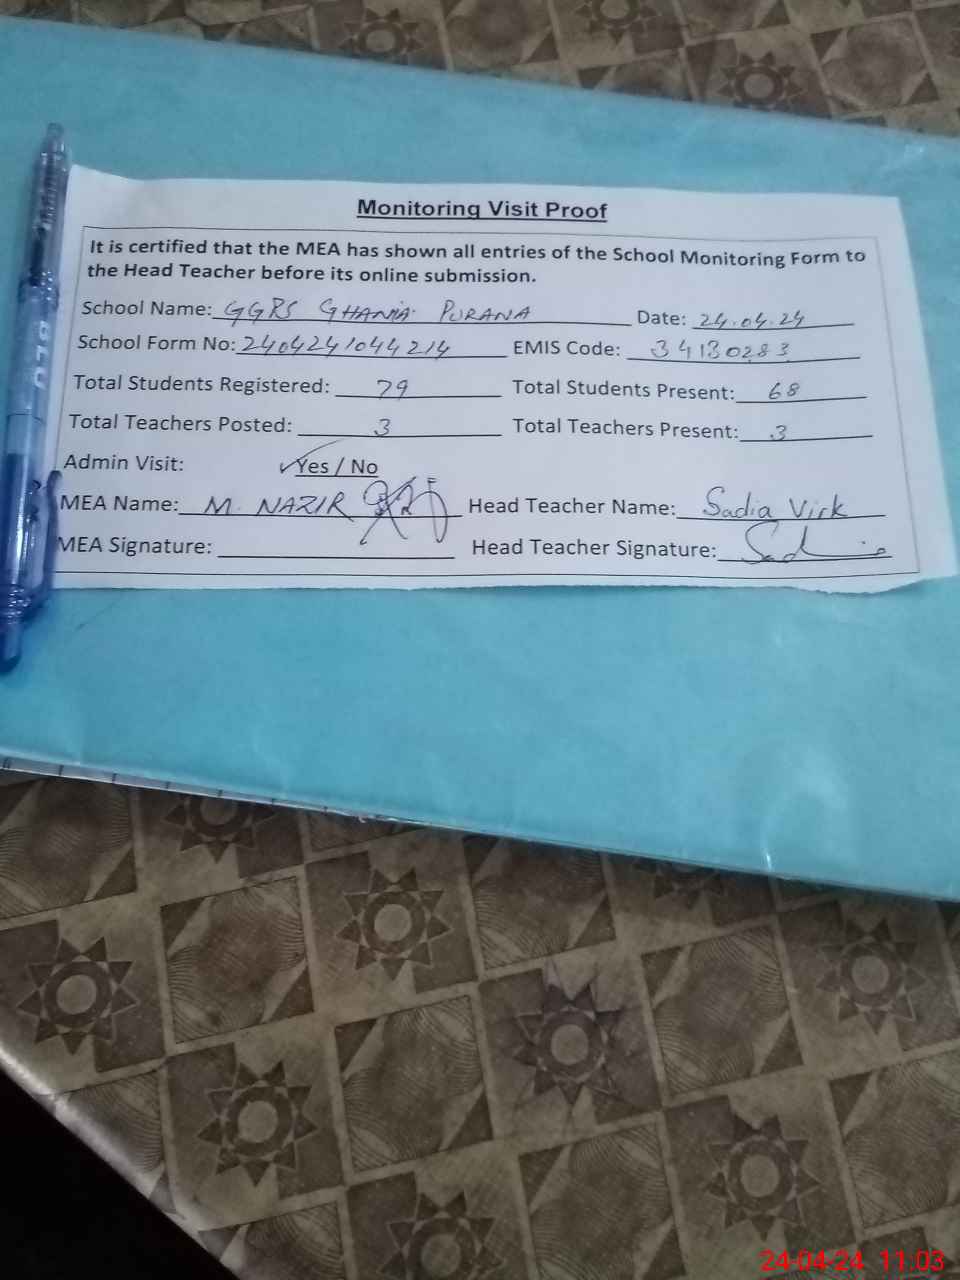 Monitoring Visit Proof
It is certified that the MEA has shown all entries of the School Monitoring Form to
the Head Teacher before its online submission.
School Name: GGPS GHANIA PURANA Date: 24.04.24
School Form No: 2404241044214 EMIS Code: 34130283
Total Students Registered: 79 Total Students Present: 68
Total Teachers Posted: 3 Total Teachers Present: 3
Admin Visit: Yes / No
MEA Name: M. NAZIR Head Teacher Name: Sadia Virk
MEA Signature: Head Teacher Signature: Sadia
24-04-24 11:03